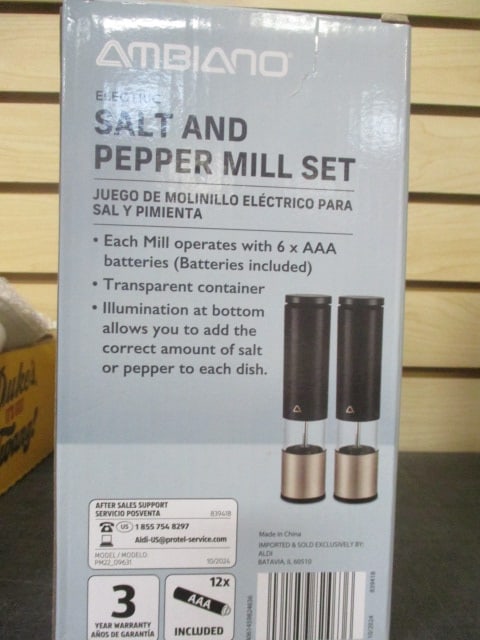 AMBIANO
ELECTRIC
SALT AND
PEPPER MILL SET
JUEGO DE MOLINILLO ELÉCTRICO PARA
SAL Y PIMIENTA
• Each Mill operates with 6 x AAA
batteries (Batteries included)
• Transparent container
• Illumination at bottom
allows you to add the
correct amount of salt
or pepper to each dish.
AFTER SALES SUPPORT
SERVICIO POSVENTA
839418
US 1 855 754 8297
Aldi-US@protel-service.com
MODEL / MODELO:
PM22_09631
10/2024
3
YEAR WARRANTY
AÑOS DE GARANTÍA
12x
AAA
INCLUDED
Made in China
IMPORTED & SOLD EXCLUSIVELY BY:
ALDI
BATAVIA, IL 60510
839418
Duke's